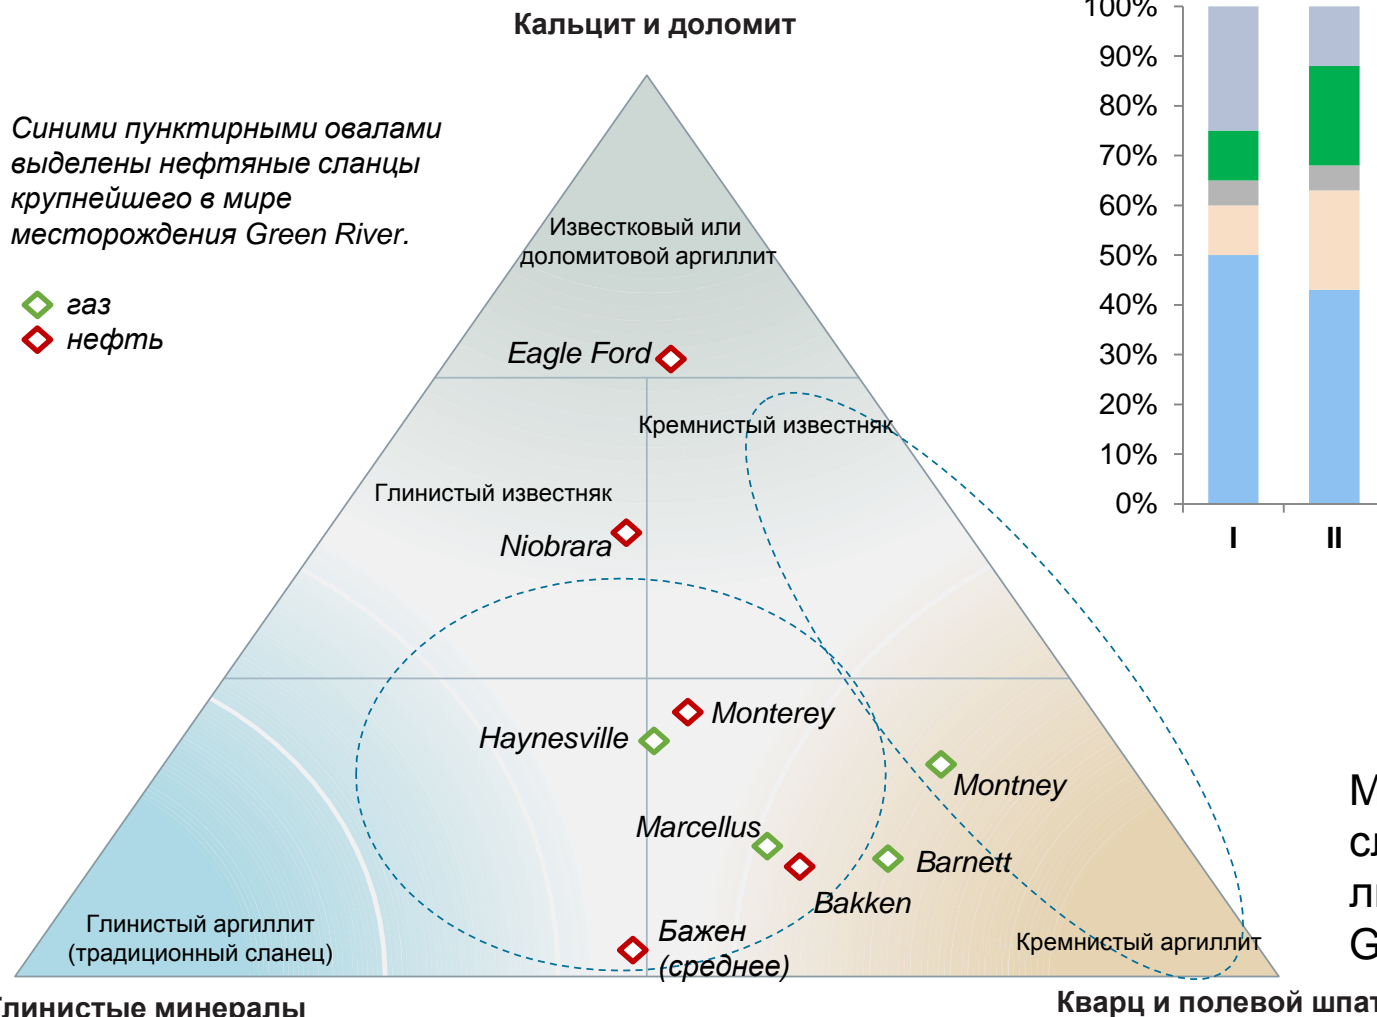 Кальцит и доломит
Синими пунктирными овалами
выделены нефтяные сланцы
крупнейшего в мире
месторождения Green River.
газ
нефть
Известковый или
доломитовой аргиллит
Eagle Ford
Кремнистый известняк
Глинистый известняк
Niobrara
Monterey
Haynesville
Montney
Marcellus
Barnett
Bakken
Бажен
(среднее)
Глинистый аргиллит
(традиционный сланец)
Кремнистый аргиллит
Глинистые минералы
Кварц и полевой шпат
100%
90%
80%
70%
60%
50%
40%
30%
20%
10%
0%
I
II